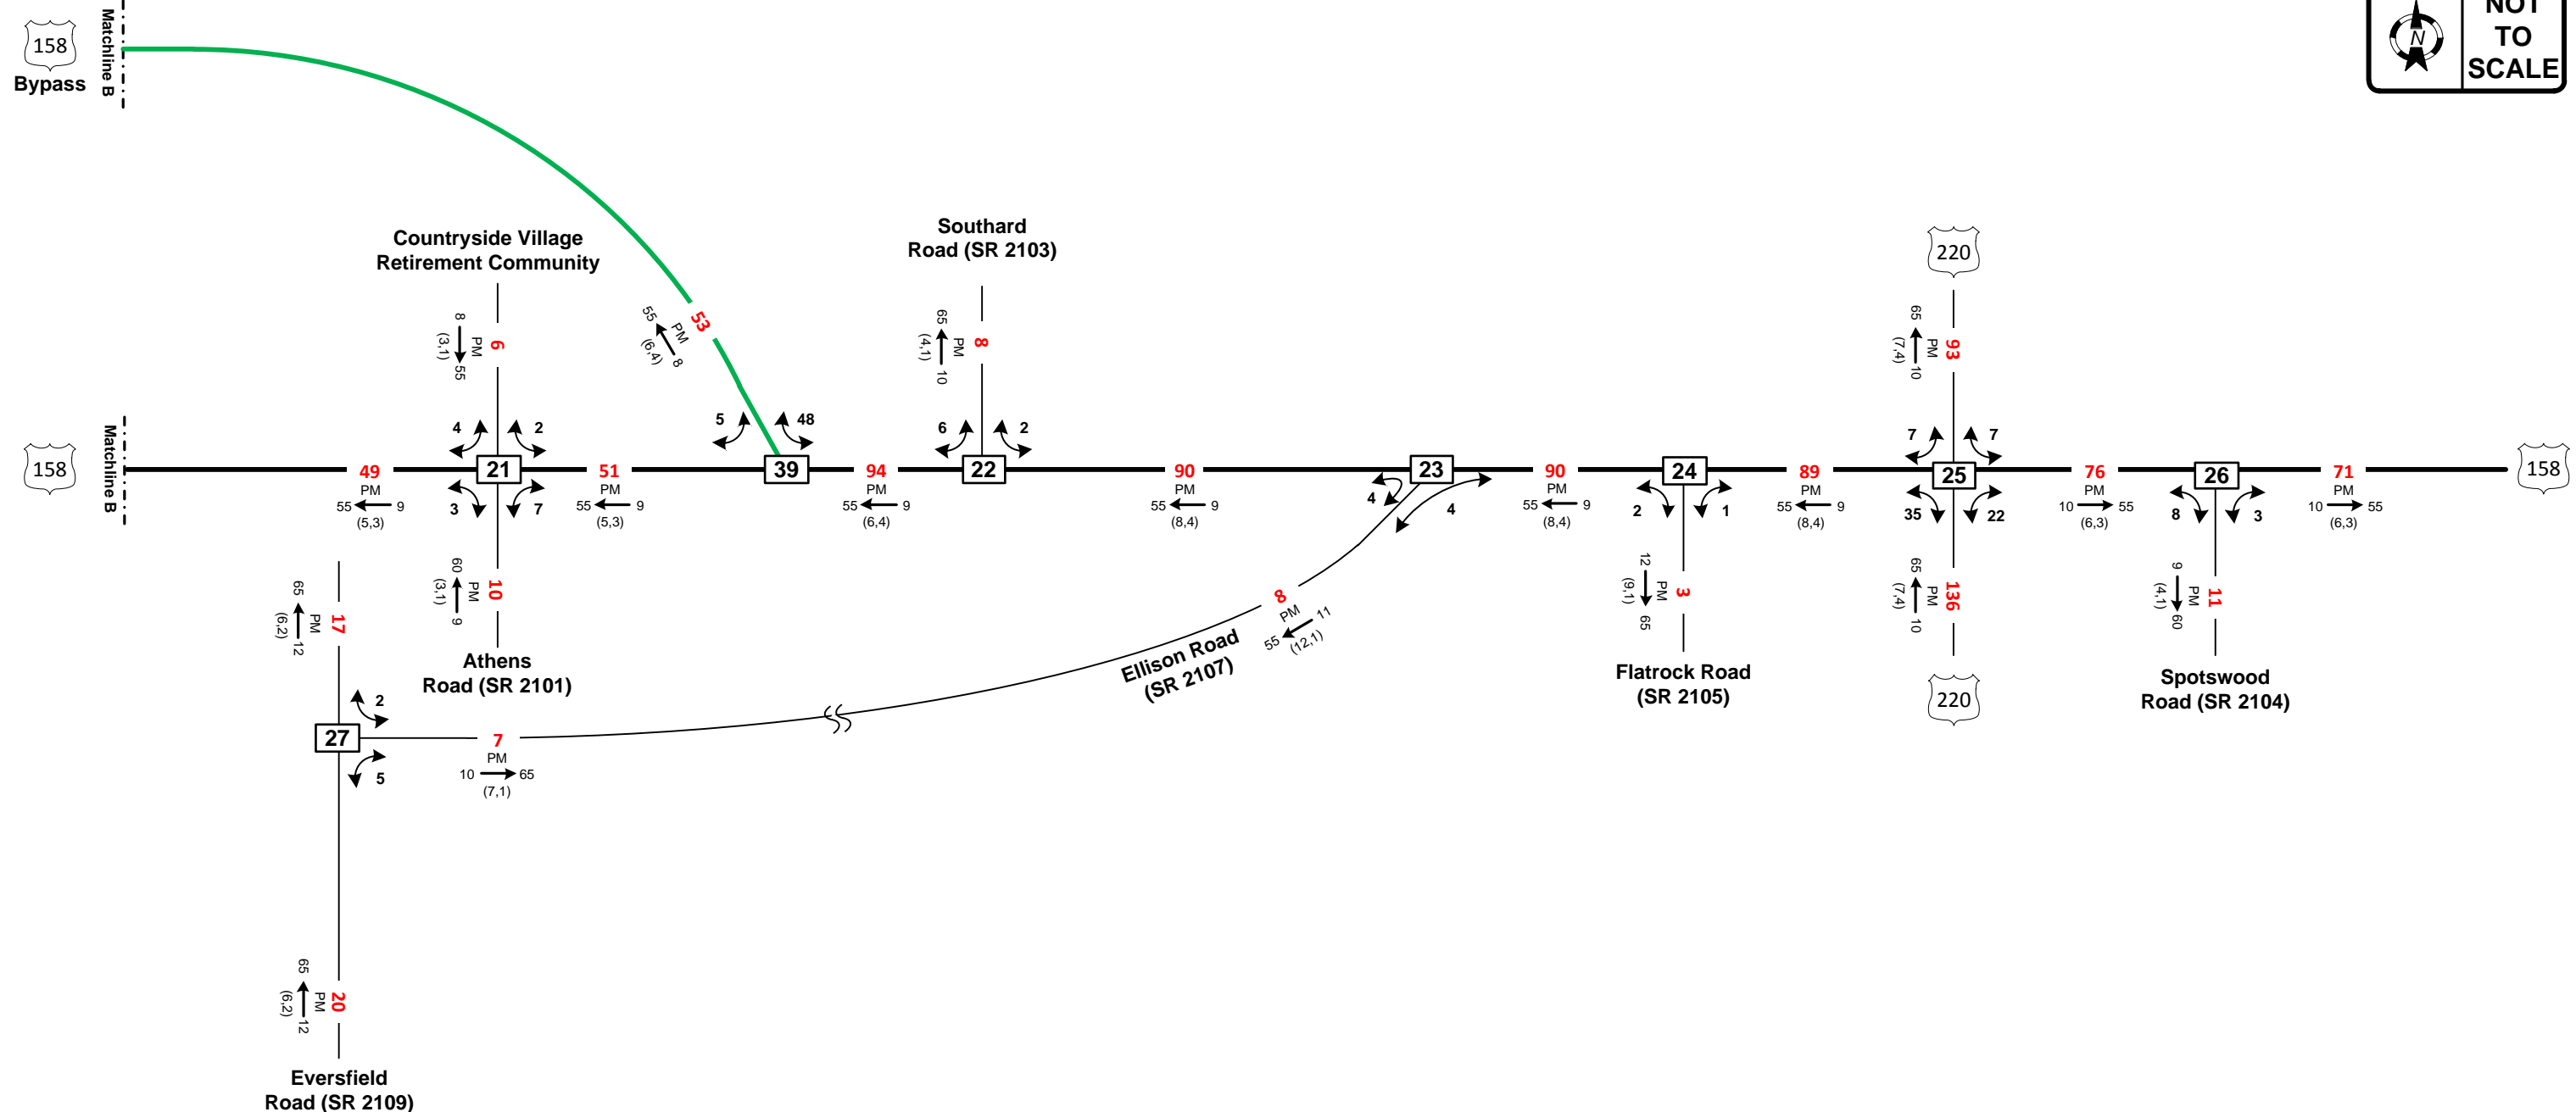 158
Bypass
Matchline B
N
NOT
TO
SCALE
Countryside Village
Retirement Community
Southard
Road (SR 2103)
220
8
55
PM
(3,1)
6
55
8
PM
(6,4)
53
65
10
PM
(4,1)
8
65
10
PM
(7,4)
93
4
2
5
48
6
2
7
7
158
Matchline B
49
PM
55
9
(5,3)
21
51
PM
55
9
(5,3)
39
94
PM
55
9
(6,4)
22
90
PM
55
9
(8,4)
23
90
PM
55
9
(8,4)
24
89
PM
55
9
(8,4)
25
76
PM
10
55
(6,3)
26
71
PM
10
55
(6,3)
158
3
7
4
4
2
1
35
22
8
3
65
12
PM
(6,2)
17
60
9
PM
(3,1)
10
Athens
Road (SR 2101)
8
PM
55
11
(12,1)
Ellison Road
(SR 2107)
12
65
PM
(9,1)
3
Flatrock Road
(SR 2105)
65
10
PM
(7,4)
136
220
9
60
PM
(4,1)
11
Spotswood
Road (SR 2104)
2
27
5
7
PM
10
65
(7,1)
65
12
PM
(6,2)
20
Eversfield
Road (SR 2109)